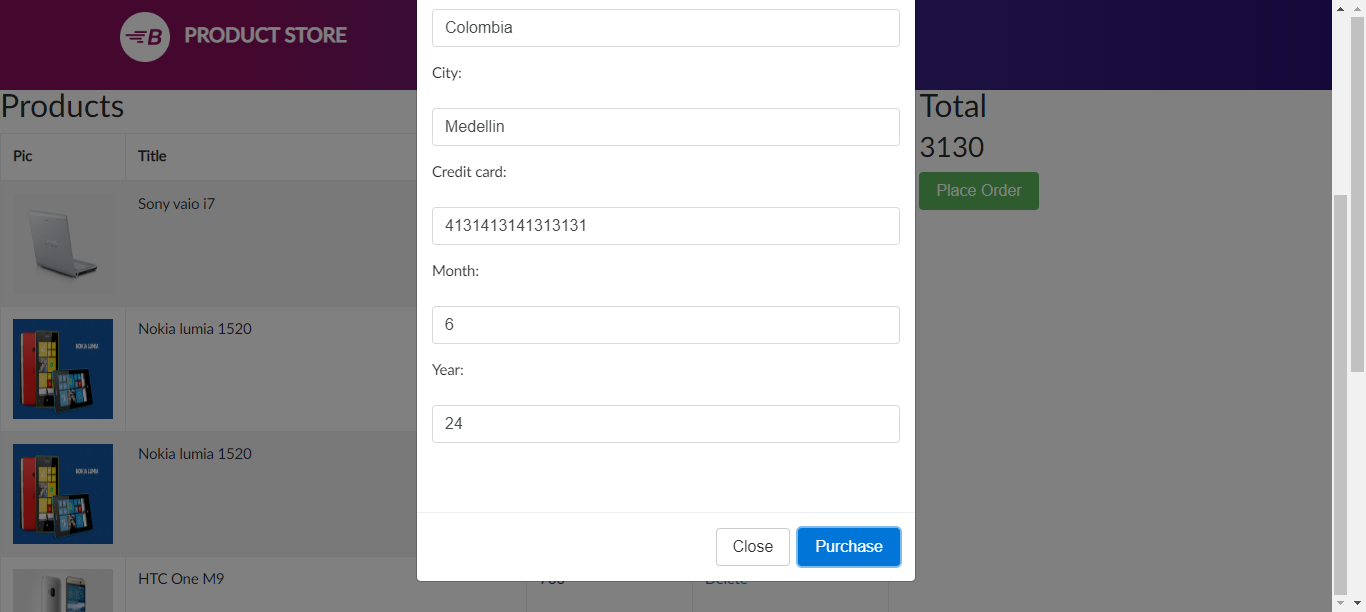 PRODUCT STORE
Products
Pic
Title
Sony vaio i7
Nokia lumia 1520
Nokia lumia 1520
HTC One M9
Colombia
City:
Medellin
Credit card:
4131413141313131
Month:
6
Year:
24
Close
Purchase
Delete
Total
3130
Place Order